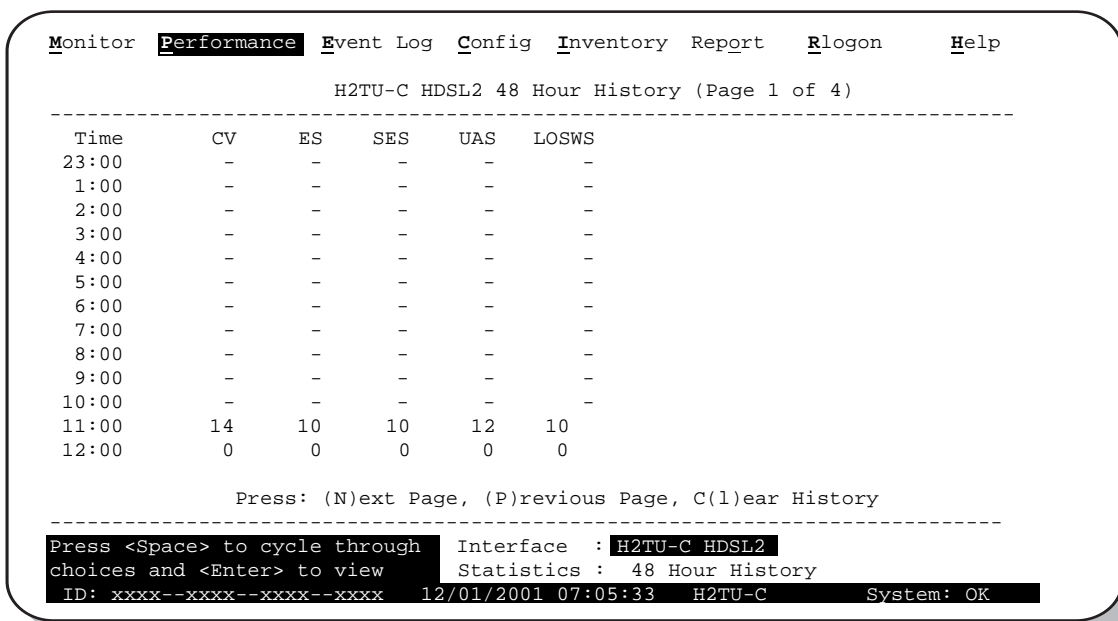 Monitor Performance Event Log Config Inventory Report Rlogon Help
H2TU-C HDSL2 48 Hour History (Page 1 of 4)
--------------------------------------------------------------------------------
Time CV ES SES UAS LOSWS
23:00 - - - - -
1:00 - - - - -
2:00 - - - - -
3:00 - - - - -
4:00 - - - - -
5:00 - - - - -
6:00 - - - - -
7:00 - - - - -
8:00 - - - - -
9:00 - - - - -
10:00 - - - - -
11:00 14 10 10 12 10
12:00 0 0 0 0 0
Press: (N)ext Page, (P)revious Page, C(l)ear History
-------------------------------------------------------------------------------
Press <Space> to cycle through Interface : H2TU-C HDSL2
choices and <Enter> to view Statistics : 48 Hour History
ID: xxxx--xxxx--xxxx--xxxx 12/01/2001 07:05:33 H2TU-C System: OK